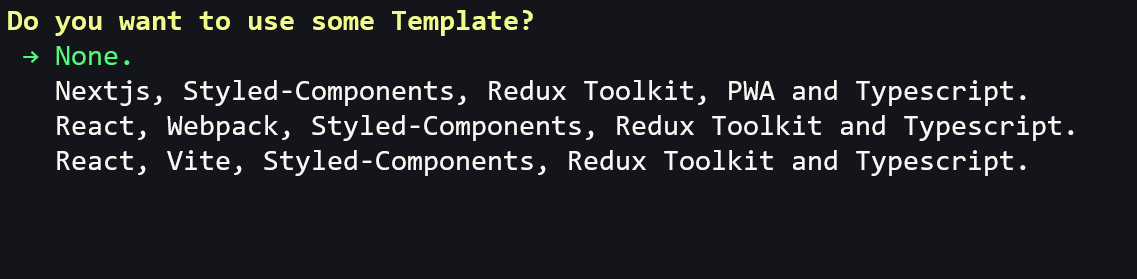 Do you want to use some Template?
→ None.
Nextjs, Styled-Components, Redux Toolkit, PWA and Typescript.
React, Webpack, Styled-Components, Redux Toolkit and Typescript.
React, Vite, Styled-Components, Redux Toolkit and Typescript.